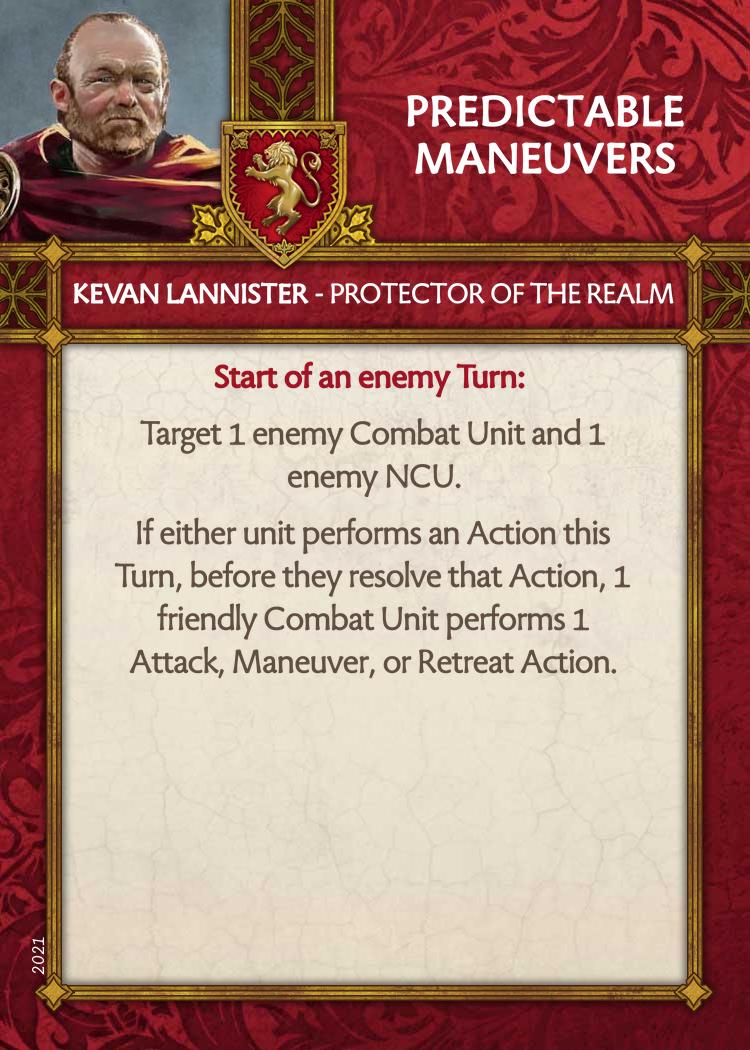 PREDICTABLE
MANEUVERS
KEVAN LANNISTER - PROTECTOR OF THE REALM
Start of an enemy Turn:
Target 1 enemy Combat Unit and 1
enemy NCU.
If either unit performs an Action this
Turn, before they resolve that Action, 1
friendly Combat Unit performs 1
Attack, Maneuver, or Retreat Action.
2021